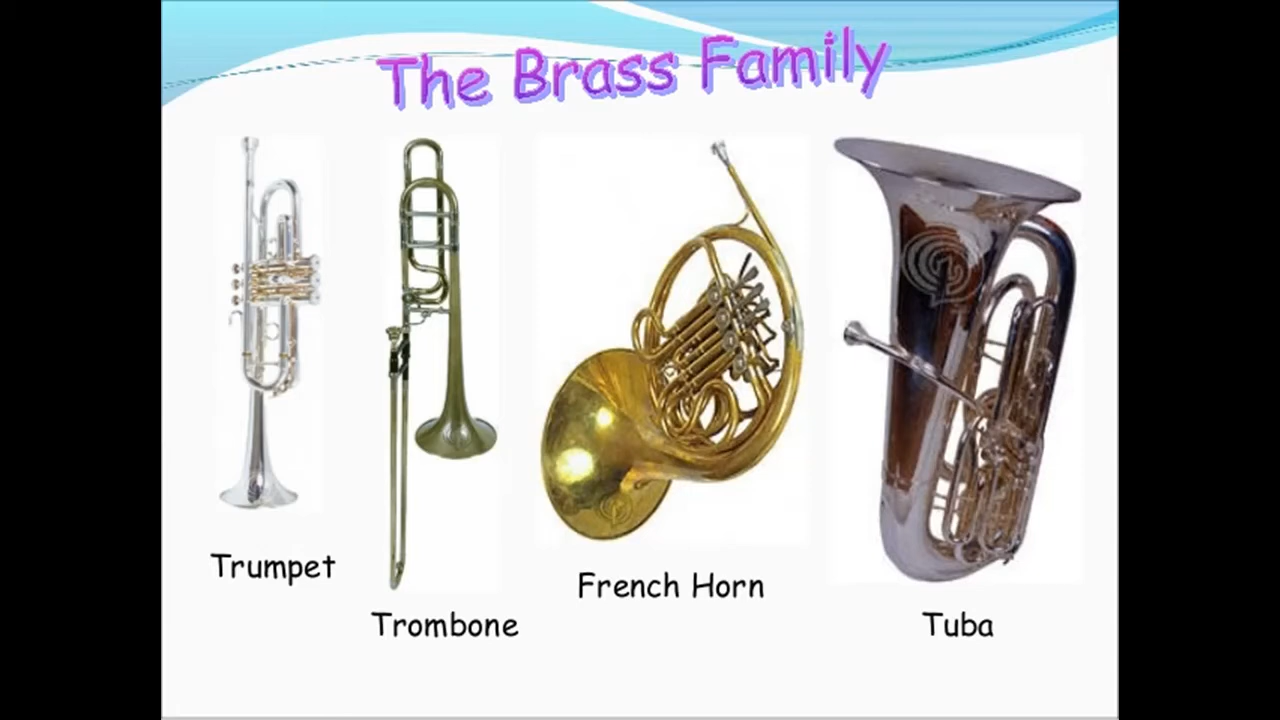 The Brass Family
Trumpet
Trombone
French Horn
Tuba